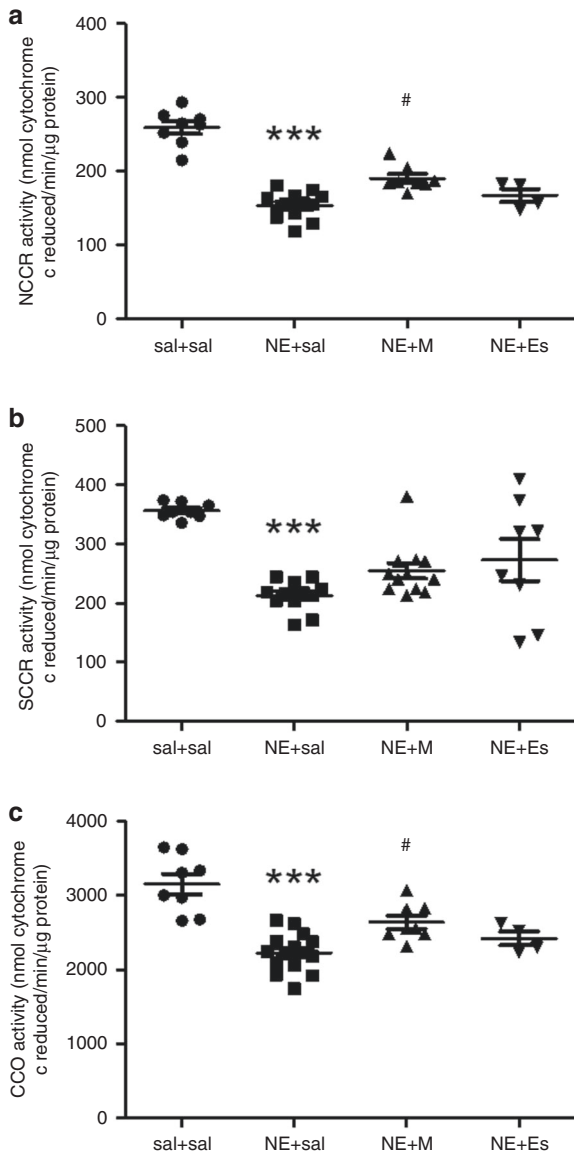 a
NCCR activity (nmol cytochrome
c reduced/min/µg protein)
400
300
200
100
0
***
#
sal+sal NE+sal NE+M NE+Es
b
SCCR activity (nmol cytochrome
c reduced/min/µg protein)
500
400
300
200
100
0
***
sal+sal NE+sal NE+M NE+Es
c
CCO activity (nmol cytochrome
c reduced/min/µg protein)
4000
3000
2000
1000
0
***
#
sal+sal NE+sal NE+M NE+Es